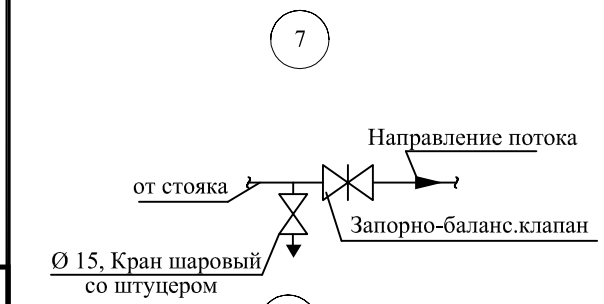 7
Направление потока
от стояка
Запорно-баланс.клапан
Ø 15, Кран шаровый
со штуцером